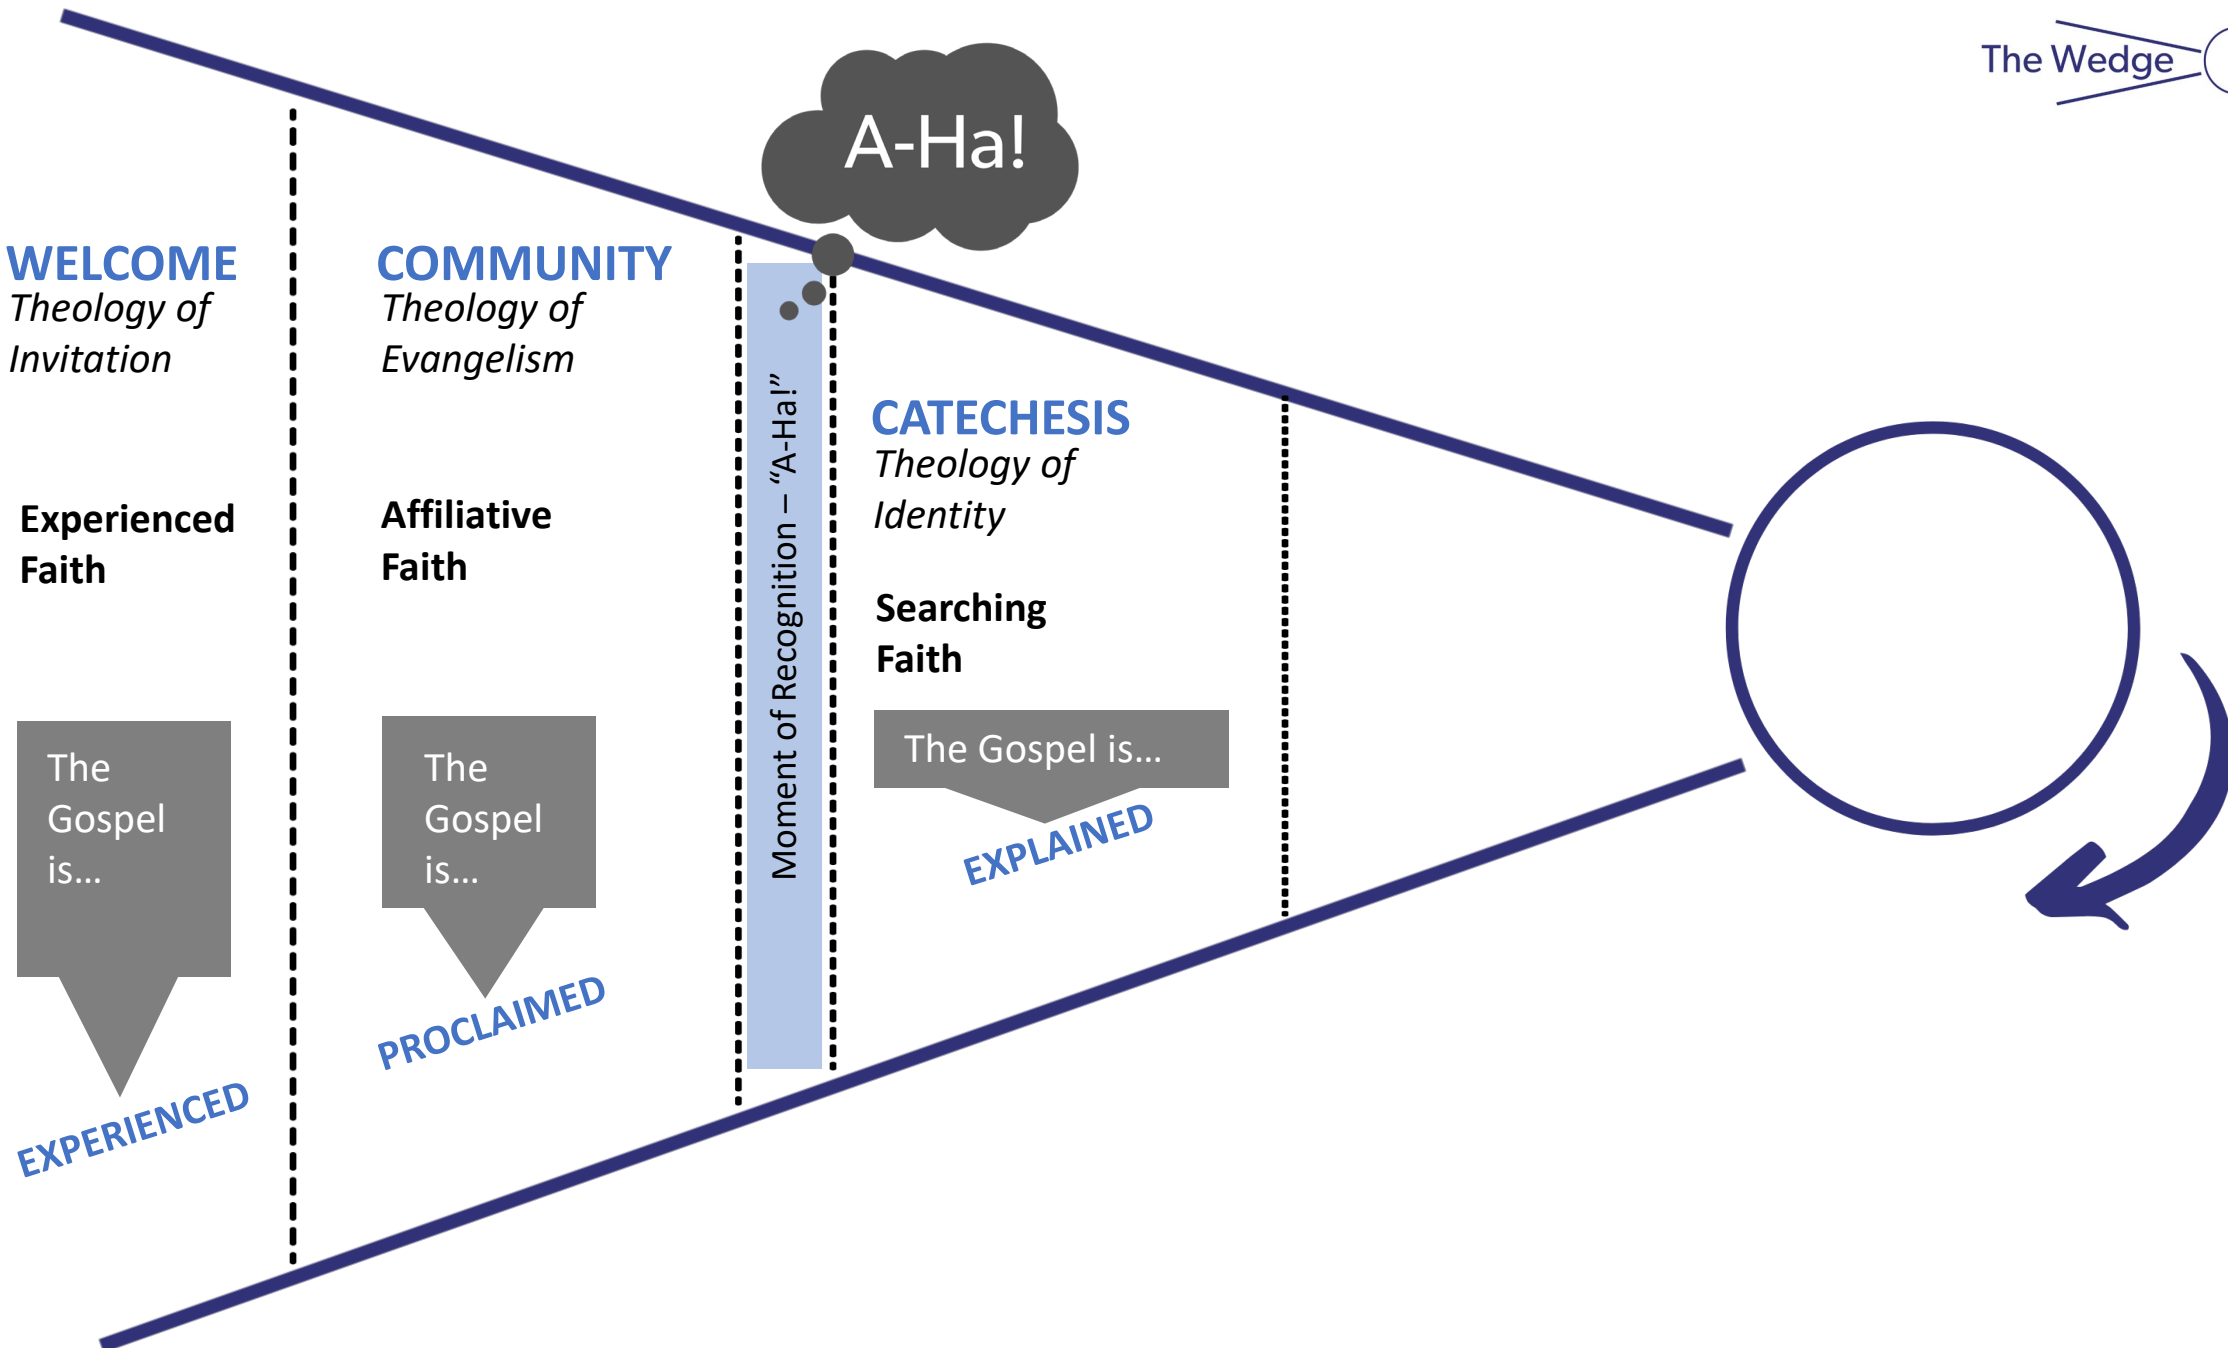 The Wedge
A-Ha!
WELCOME
Theology of
Invitation
Experienced
Faith
The
Gospel
is...
EXPERIENCED
COMMUNITY
Theology of
Evangelism
Affiliative
Faith
The
Gospel
is...
PROCLAIMED
Moment of Recognition – “A-Ha!”
CATECHESIS
Theology of
Identity
Searching
Faith
The Gospel is...
EXPLAINED